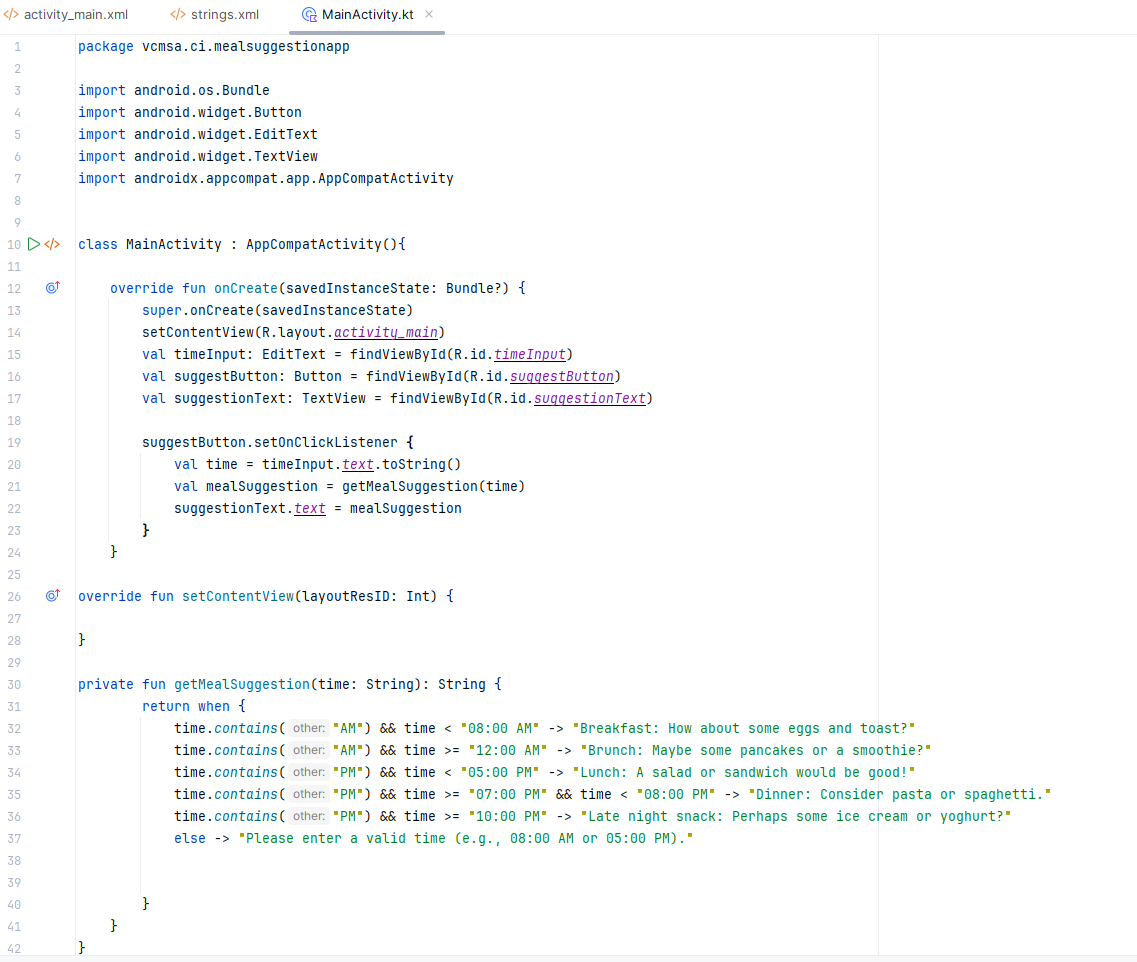 activity_main.xml strings.xml MainActivity.kt
1 package vcmsa.ci.mealsuggestionapp
2
3 import android.os.Bundle
4 import android.widget.Button
5 import android.widget.EditText
6 import android.widget.TextView
7 import androidx.appcompat.app.AppCompatActivity
8
9
10 class MainActivity : AppCompatActivity(){
11
12 override fun onCreate(savedInstanceState: Bundle?) {
13 super.onCreate(savedInstanceState)
14 setContentView(R.layout.activity_main)
15 val timeInput: EditText = findViewById(R.id.timeInput)
16 val suggestButton: Button = findViewById(R.id.suggestButton)
17 val suggestionText: TextView = findViewById(R.id.suggestionText)
18
19 suggestButton.setOnClickListener {
20 val time = timeInput.text.toString()
21 val mealSuggestion = getMealSuggestion(time)
22 suggestionText.text = mealSuggestion
23 }
24 }
25
26 override fun setContentView(layoutResID: Int) {
27
28 }
29
30 private fun getMealSuggestion(time: String): String {
31 return when {
32 time.contains( other: "AM") && time < "08:00 AM" -> "Breakfast: How about some eggs and toast?"
33 time.contains( other: "AM") && time >= "12:00 AM" -> "Brunch: Maybe some pancakes or a smoothie?"
34 time.contains( other: "PM") && time < "05:00 PM" -> "Lunch: A salad or sandwich would be good!"
35 time.contains( other: "PM") && time >= "07:00 PM" && time < "08:00 PM" -> "Dinner: Consider pasta or spaghetti."
36 time.contains( other: "PM") && time >= "10:00 PM" -> "Late night snack: Perhaps some ice cream or yoghurt?"
37 else -> "Please enter a valid time (e.g., 08:00 AM or 05:00 PM)."
38
39
40 }
41 }
42 }